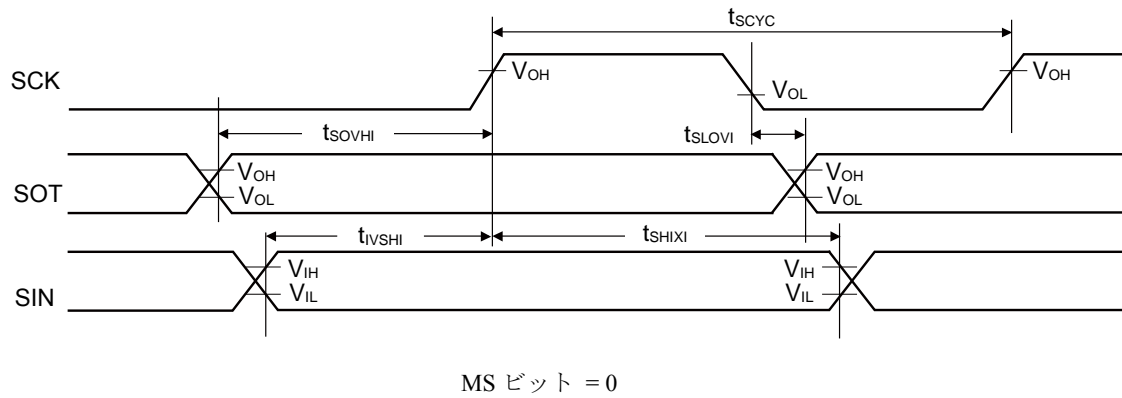 tSCYC
SCK
VOH
VOL
VOH
tSOVHI
tSLOVI
SOT
VOH
VOL
VOH
VOL
tIVSHI
tSHIXI
SIN
VIH
VIL
VIH
VIL
MS ビット = 0